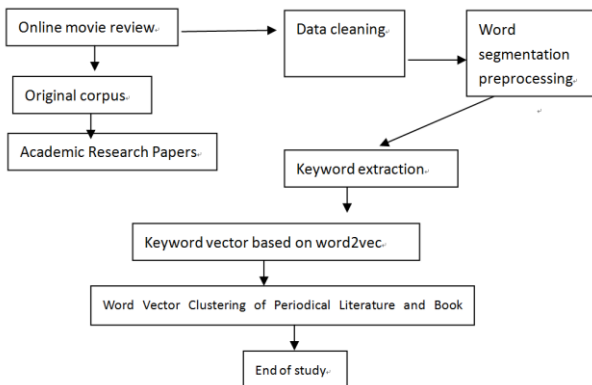 Online movie review
Data cleaning
Word
segmentation
preprocessing
Original corpus
Academic Research Papers
Keyword extraction
Keyword vector based on word2vec
Word Vector Clustering of Periodical Literature and Book
End of study